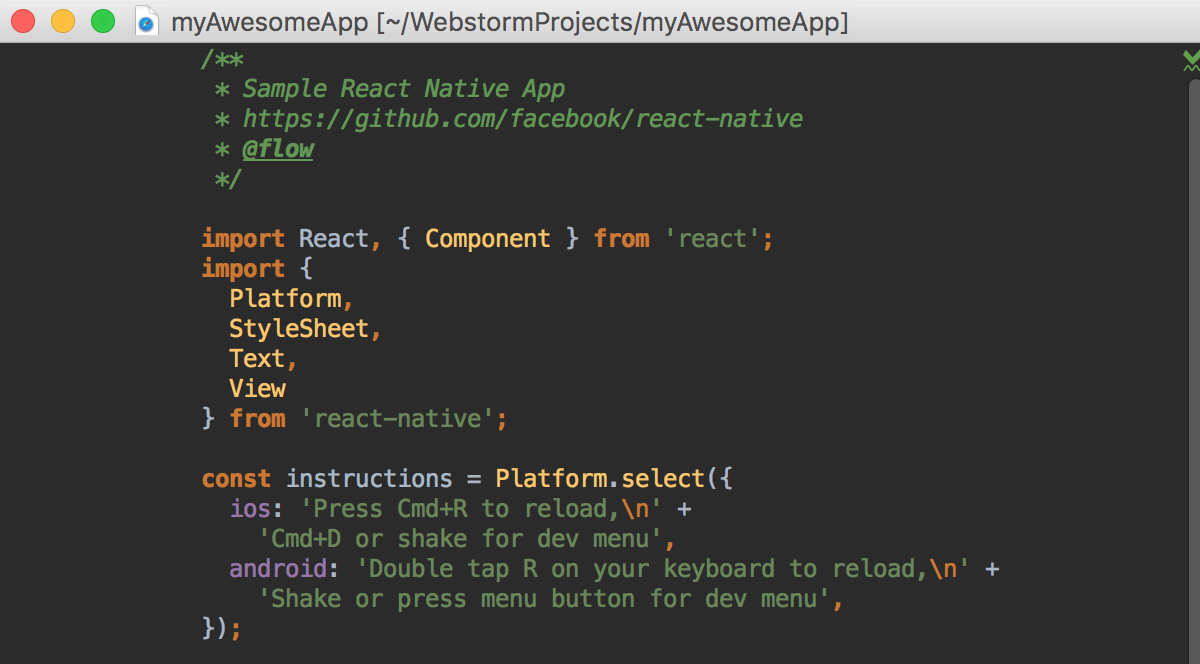 myAwesomeApp [~/WebstormProjects/myAwesomeApp]
/**
 * Sample React Native App
 * https://github.com/facebook/react-native
 * @flow
 */
import React, { Component } from 'react';
import {
  Platform,
  StyleSheet,
  Text,
  View
} from 'react-native';
const instructions = Platform.select({
  ios: 'Press Cmd+R to reload,\n' +
    'Cmd+D or shake for dev menu',
  android: 'Double tap R on your keyboard to reload,\n' +
    'Shake or press menu button for dev menu',
});